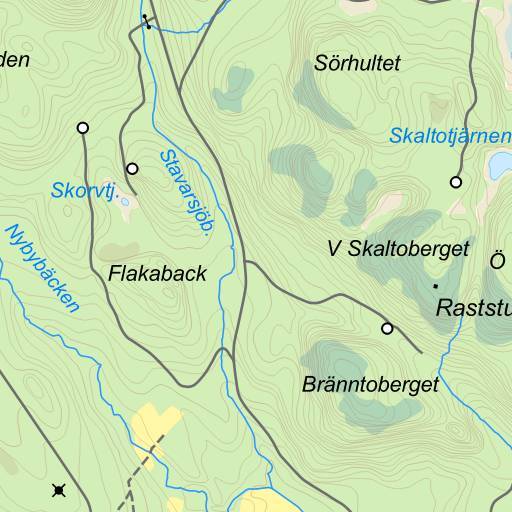 den
Sörhultet
Skaltotjärnen
Stavarsjöb.
Skorvtj.
Nybybäcken
V Skaltoberget
Ö
Flakaback
Raststu
Bränntoberget